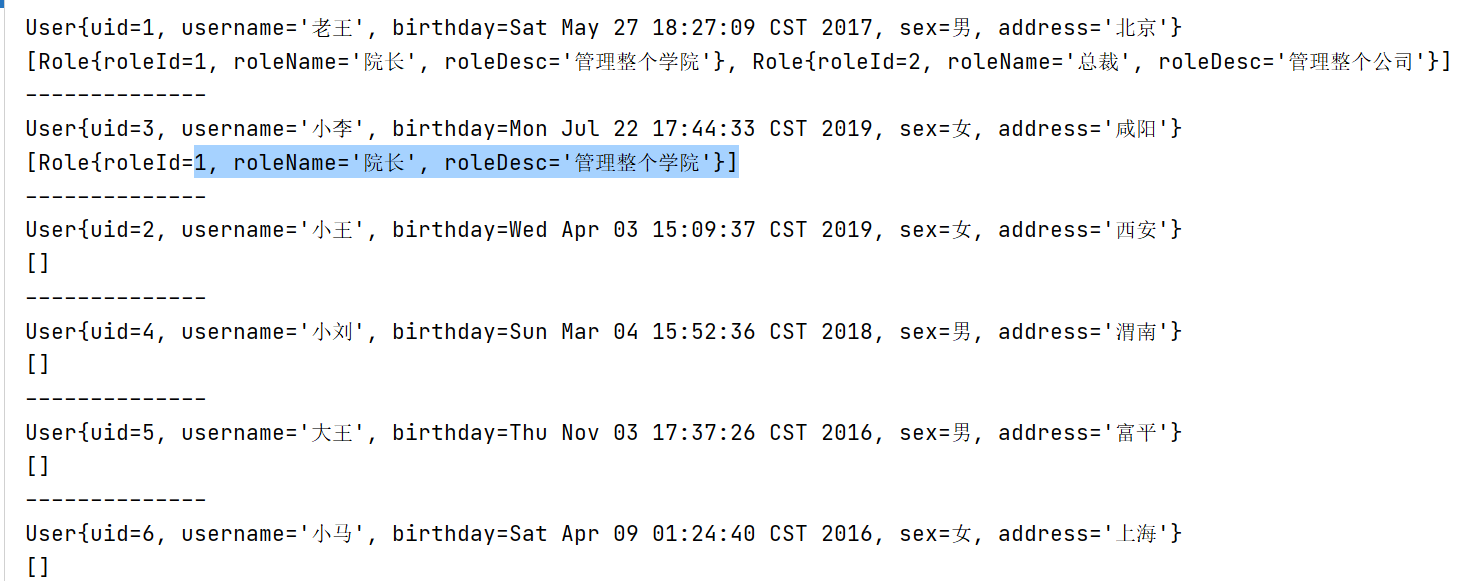 User{uid=1, username='老王', birthday=Sat May 27 18:27:09 CST 2017, sex=男, address='北京'}
[Role{roleId=1, roleName='院长', roleDesc='管理整个学院'}, Role{roleId=2, roleName='总裁', roleDesc='管理整个公司'}]
--------------
User{uid=3, username='小李', birthday=Mon Jul 22 17:44:33 CST 2019, sex=女, address='咸阳'}
[Role{roleId=1, roleName='院长', roleDesc='管理整个学院'}]
--------------
User{uid=2, username='小王', birthday=Wed Apr 03 15:09:37 CST 2019, sex=女, address='西安'}
[]
--------------
User{uid=4, username='小刘', birthday=Sun Mar 04 15:52:36 CST 2018, sex=男, address='渭南'}
[]
--------------
User{uid=5, username='大王', birthday=Thu Nov 03 17:37:26 CST 2016, sex=男, address='富平'}
[]
--------------
User{uid=6, username='小马', birthday=Sat Apr 09 01:24:40 CST 2016, sex=女, address='上海'}
[]